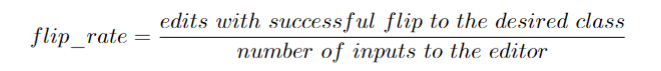 edits with successful flip to the desired class
flip_rate =
number of inputs to the editor